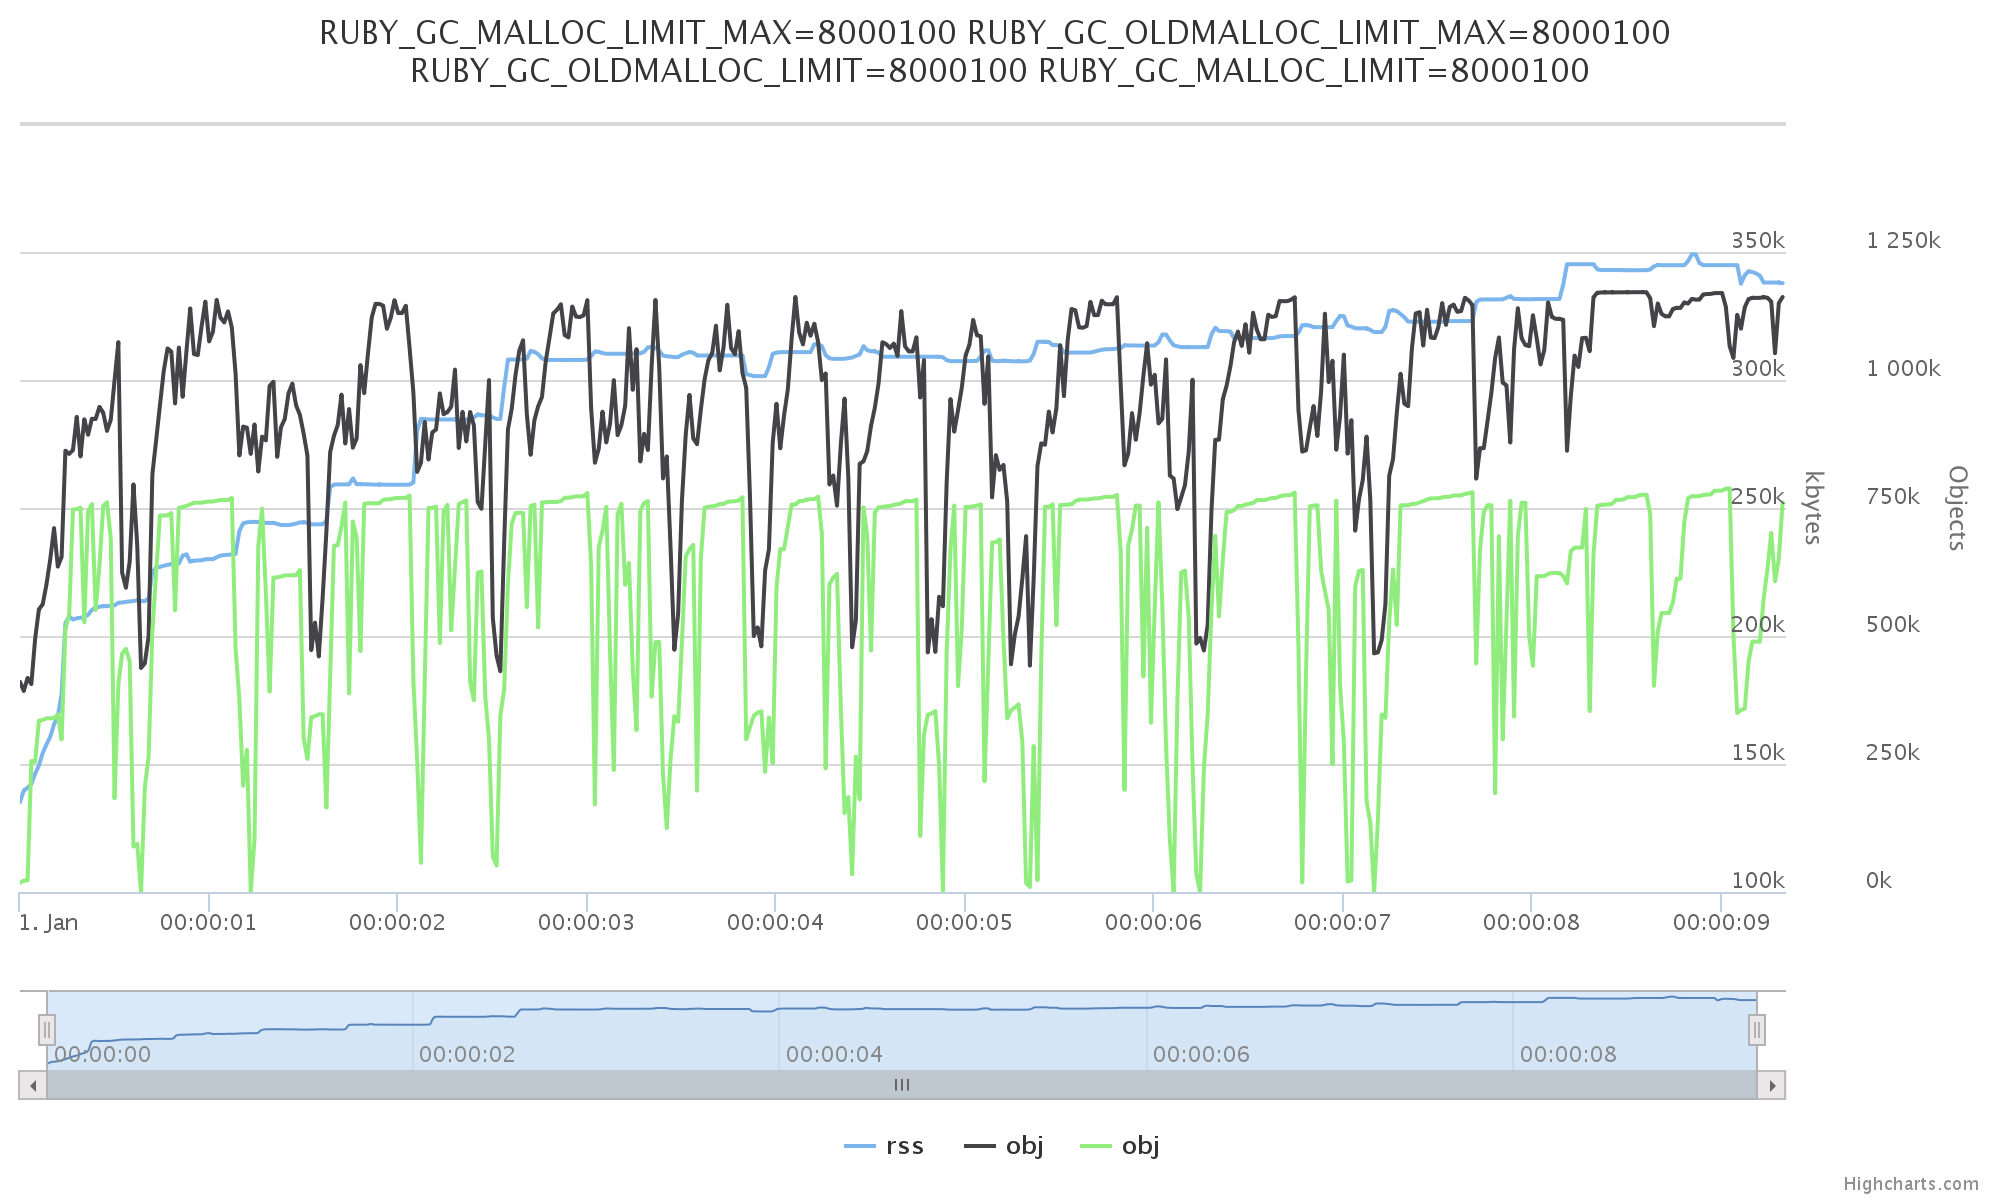 RUBY_GC_MALLOC_LIMIT_MAX=8000100 RUBY_GC_OLDMALLOC_LIMIT_MAX=8000100
RUBY_GC_OLDMALLOC_LIMIT=8000100 RUBY_GC_MALLOC_LIMIT=8000100
350k 1 250k
300k 1 000k
250k 750k
200k 500k
150k 250k
100k 0k
kbytes
Objects
1. Jan 00:00:01 00:00:02 00:00:03 00:00:04 00:00:05 00:00:06 00:00:07 00:00:08 00:00:09
00:00:00 00:00:02 00:00:04 00:00:06 00:00:08
rss obj obj
Highcharts.com